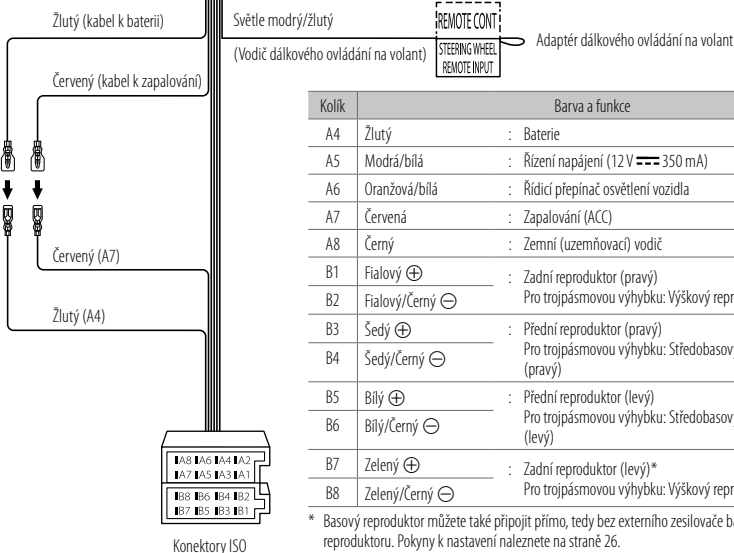 Žlutý (kabel k baterii)
Světle modrý/žlutý
(Vodič dálkového ovládání na volant)
REMOTE CONT
STEERING WHEEL
REMOTE INPUT
Adaptér dálkového ovládání na volant
Červený (kabel k zapalování)
Červený (A7)
Žlutý (A4)
Kolík Barva a funkce
A4 Žlutý : Baterie
A5 Modrá/bílá : Řízení napájení (12 V ⎓ 350 mA)
A6 Oranžová/bílá : Řídicí přepínač osvětlení vozidla
A7 Červená : Zapalování (ACC)
A8 Černý : Zemní (uzemňovací) vodič
B1 Fialový ⊕ : Zadní reproduktor (pravý)
B2 Fialový/Černý ⊖ Pro trojpásmovou výhybku: Výškový
B3 Šedý ⊕ : Přední reproduktor (pravý)
B4 Šedý/Černý ⊖ Pro trojpásmovou výhybku:
(pravý)
B5 Bílý ⊕ : Přední reproduktor (levý)
B6 Bílý/Černý ⊖ Pro trojpásmovou výhybku:
(levý)
B7 Zelený ⊕ : Zadní reproduktor (levý)*
B8 Zelený/Černý ⊖ Pro trojpásmovou výhybku: Výškový
* Basový reproduktor můžete také připojit přímo, tedy bez externího zesilovače
reproduktoru. Pokyny k nastavení naleznete na straně 26.
A8 A6 A4 A2
A7 A5 A3 A1
B8 B6 B4 B2
B7 B5 B3 B1
Konektory ISO